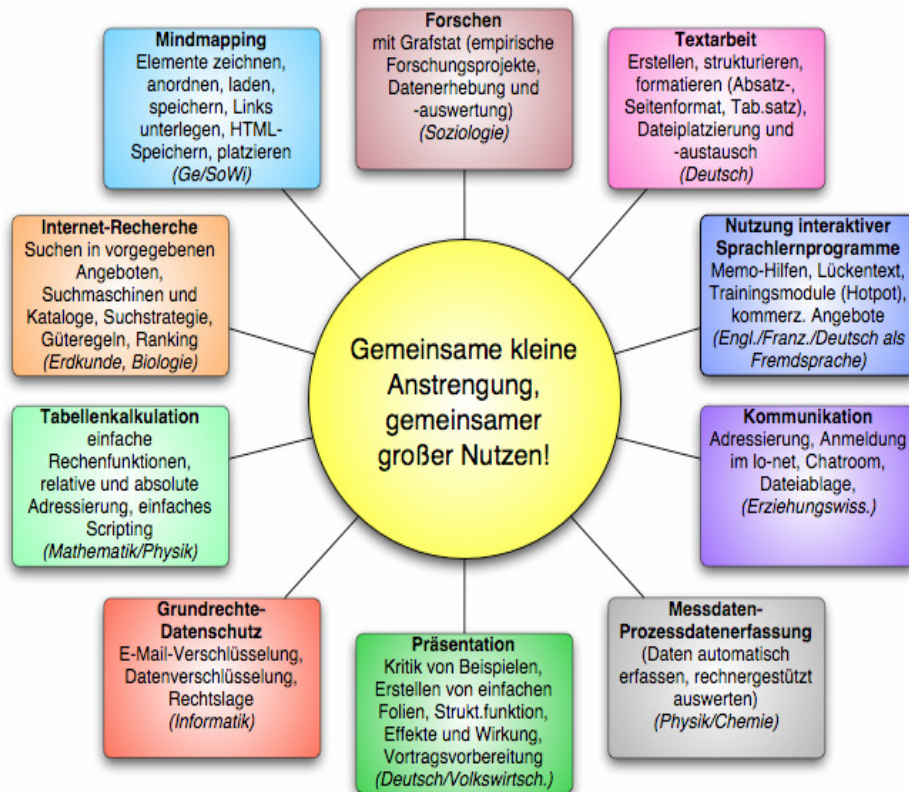 Forschen
mit Grafstat (empirische
Forschungsprojekte,
Datenerhebung und
-auswertung)
(Soziologie)
Mindmapping
Elemente zeichnen,
anordnen, laden,
speichern, Links
unterlegen, HTML-
Speichern, platzieren
(Ge/SoWi)
Textarbeit
Erstellen, strukturieren,
formatieren (Absatz-,
Seitenformat, Tab.satz),
Dateiplatzierung und
-austausch
(Deutsch)
Internet-Recherche
Suchen in vorgegebenen
Angeboten,
Suchmaschinen und
Kataloge, Suchstrategie,
Güteregeln, Ranking
(Erdkunde, Biologie)
Nutzung interaktiver
Sprachlernprogramme
Memo-Hilfen, Lückentext,
Trainingsmodule (Hotpot),
kommerz. Angebote
(Engl./Franz./Deutsch als
Fremdsprache)
Gemeinsame kleine
Anstrengung,
gemeinsamer
großer Nutzen!
Tabellenkalkulation
einfache
Rechenfunktionen,
relative und absolute
Adressierung, einfaches
Scripting
(Mathematik/Physik)
Kommunikation
Adressierung, Anmeldung
im lo-net, Chatroom,
Dateiablage,
(Erziehungswiss.)
Grundrechte-
Datenschutz
E-Mail-Verschlüsselung,
Datenverschlüsselung,
Rechtslage
(Informatik)
Präsentation
Kritik von Beispielen,
Erstellen von einfachen
Folien, Strukt.funktion,
Effekte und Wirkung,
Vortragsvorbereitung
(Deutsch/Volkswirtsch.)
Messdaten-
Prozessdatenerfassung
(Daten automatisch
erfassen, rechnergestützt
auswerten)
(Physik/Chemie)